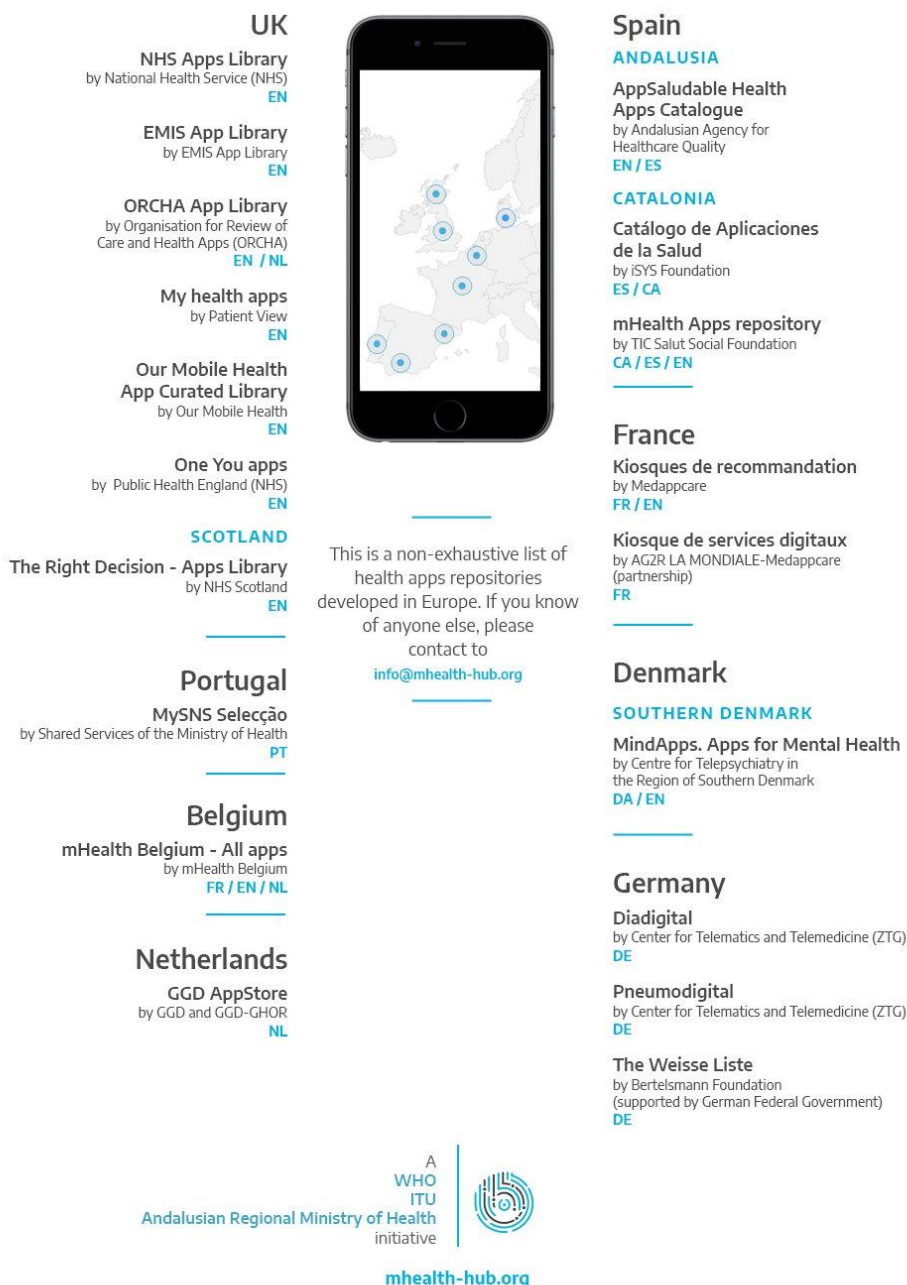 UK
NHS Apps Library
by National Health Service (NHS)
EN
EMIS App Library
by EMIS App Library
EN
ORCHA App Library
by Organisation for Review of
Care and Health Apps (ORCHA)
EN / NL
My health apps
by Patient View
EN
Our Mobile Health
App Curated Library
by Our Mobile Health
EN
One You apps
by Public Health England (NHS)
EN
SCOTLAND
The Right Decision - Apps Library
by NHS Scotland
EN
Portugal
MySNS Selecção
by Shared Services of the Ministry of Health
PT
Belgium
mHealth Belgium - All apps
by mHealth Belgium
FR / EN / NL
Netherlands
GGD AppStore
by GGD and GGD-GHOR
NL
This is a non-exhaustive list of
health apps repositories
developed in Europe. If you know
of anyone else, please
contact to
info@mhealth-hub.org
Spain
ANDALUSIA
AppSaludable Health
Apps Catalogue
by Andalusian Agency for
Healthcare Quality
EN / ES
CATALONIA
Catálogo de Aplicaciones
de la Salud
by iSYS Foundation
ES / CA
mHealth Apps repository
by TIC Salut Social Foundation
CA / ES / EN
France
Kiosques de recommandation
by Medappcare
FR / EN
Kiosque de services digitaux
by AG2R LA MONDIALE-Medappcare
(partnership)
FR
Denmark
SOUTHERN DENMARK
MindApps. Apps for Mental Health
by Centre for Telepsychiatry in
the Region of Southern Denmark
DA / EN
Germany
Diadigital
by Center for Telematics and Telemedicine (ZTG)
DE
Pneumodigital
by Center for Telematics and Telemedicine (ZTG)
DE
The Weisse Liste
by Bertelsmann Foundation
(supported by German Federal Government)
DE
A
WHO
ITU
Andalusian Regional Ministry of Health
initiative
mhealth-hub.org